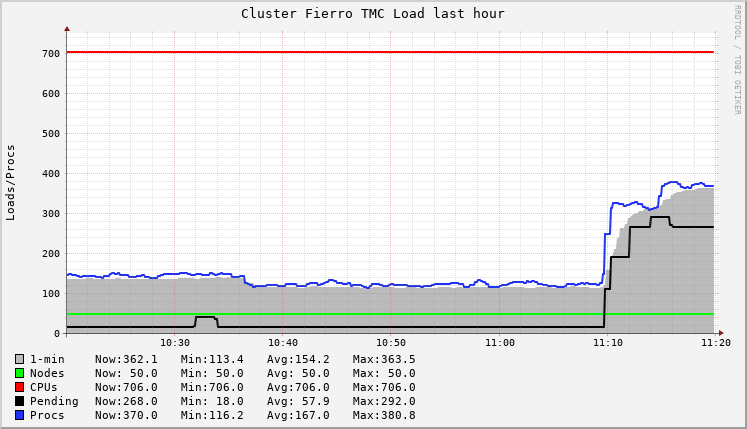 Cluster Fierro TMC Load last hour
RRDTOOL / TOBI OETIKER
Loads/Procs
700
600
500
400
300
200
100
0
10:30 10:40 10:50 11:00 11:10 11:20
1-min Now:362.1 Min:113.4 Avg:154.2 Max:363.5
Nodes Now: 50.0 Min: 50.0 Avg: 50.0 Max: 50.0
CPUs Now:706.0 Min:706.0 Avg:706.0 Max:706.0
Pending Now:268.0 Min: 18.0 Avg: 57.9 Max:292.0
Procs Now:370.0 Min:116.2 Avg:167.0 Max:380.8